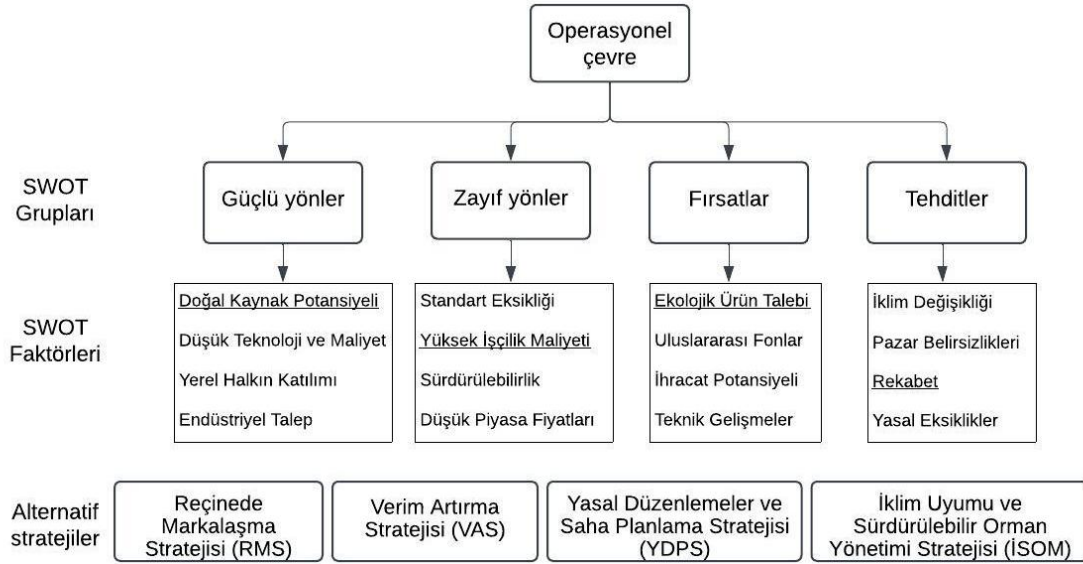 Operasyonel
çevre
SWOT
Grupları
Güçlü yönler
Zayıf yönler
Fırsatlar
Tehditler
SWOT
Faktörleri
Doğal Kaynak Potansiyeli
Düşük Teknoloji ve Maliyet
Yerel Halkın Katılımı
Endüstriyel Talep
Standart Eksikliği
Yüksek İşçilik Maliyeti
Sürdürülebilirlik
Düşük Piyasa Fiyatları
Ekolojik Ürün Talebi
Uluslararası Fonlar
İhracat Potansiyeli
Teknik Gelişmeler
İklim Değişikliği
Pazar Belirsizlikleri
Rekabet
Yasal Eksiklikler
Alternatif
stratejiler
Reçinede
Markalaşma
Stratejisi (RMS)
Verim Artırma
Stratejisi (VAS)
Yasal Düzenlemeler ve
Saha Planlama Stratejisi
(YDPS)
İklim Uyumu ve
Sürdürülebilir Orman
Yönetimi Stratejisi (İSOM)